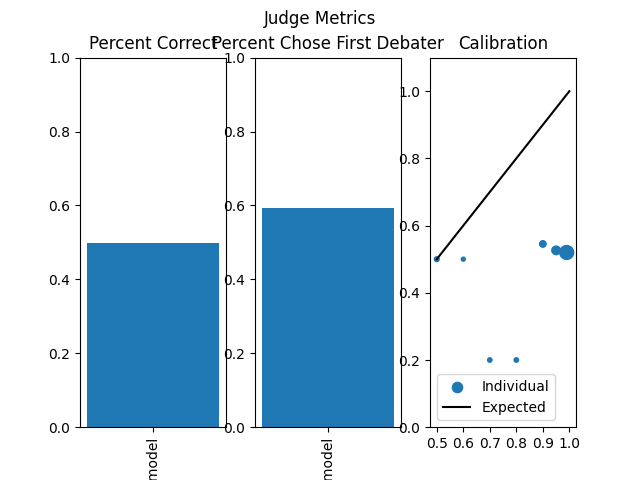 Judge Metrics
Percent Correct
Percent Chose First Debater
Calibration
1.0
0.8
0.6
0.4
0.2
0.0
model
1.0
0.8
0.6
0.4
0.2
0.0
model
1.0
0.8
0.6
0.4
0.2
0.0
Individual
Expected
0.5 0.6 0.7 0.8 0.9 1.0